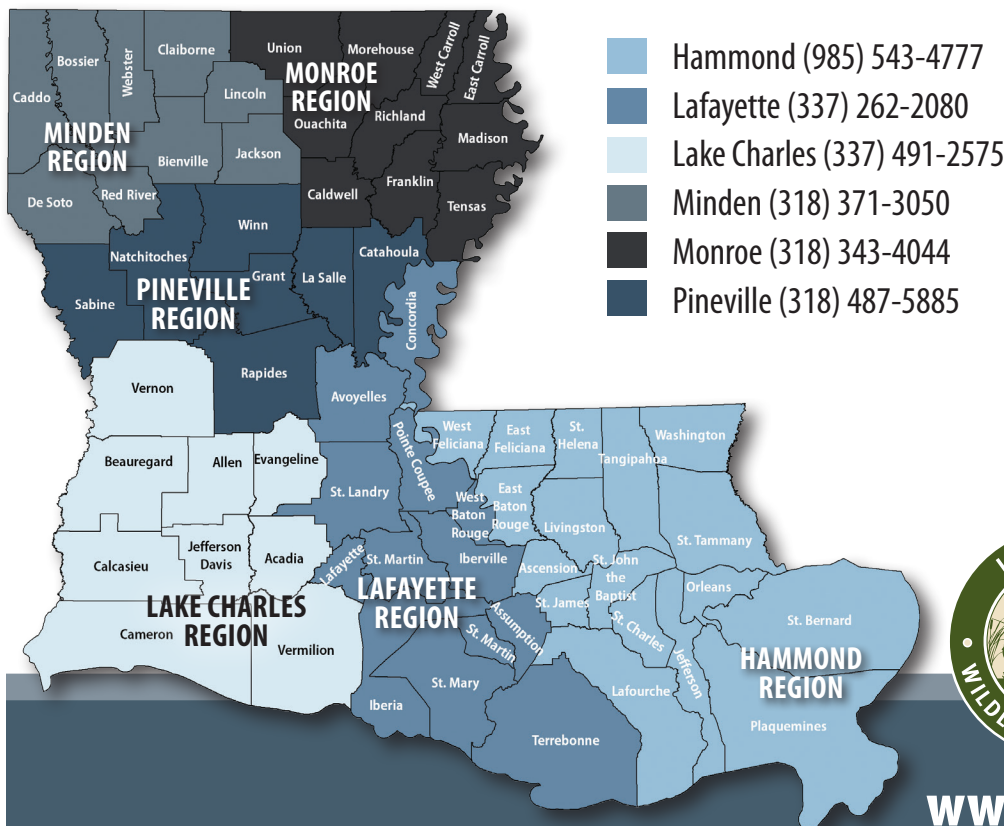 Hammond (985) 543-4777
Lafayette (337) 262-2080
Lake Charles (337) 491-2575
Minden (318) 371-3050
Monroe (318) 343-4044
Pineville (318) 487-5885
MINDEN
REGION
Caddo
Bossier
Webster
Claiborne
Lincoln
Bienville
Jackson
De Soto
Red River
MONROE
REGION
Union
Morehouse
West Carroll
East Carroll
Ouachita
Richland
Madison
Caldwell
Franklin
Tensas
PINEVILLE
REGION
Natchitoches
Winn
Sabine
Grant
La Salle
Catahoula
Rapides
LAKE CHARLES
REGION
Vernon
Beauregard
Allen
Evangeline
Calcasieu
Jefferson
Davis
Acadia
Cameron
Vermilion
LAFAYETTE
REGION
Concordia
Avoyelles
Pointe Coupee
St. Landry
West
Baton
Rouge
Lafayette
St. Martin
Iberville
Assumption
St. Martin
St. Mary
Iberia
Terrebonne
HAMMOND
REGION
West
Feliciana
East
Feliciana
St.
Helena
Tangipahoa
Washington
East
Baton
Rouge
Livingston
St. Tammany
Ascension
St. John
the
Baptist
St. James
St. Charles
Orleans
St. Bernard
Jefferson
Lafourche
Plaquemines
WILD
WW